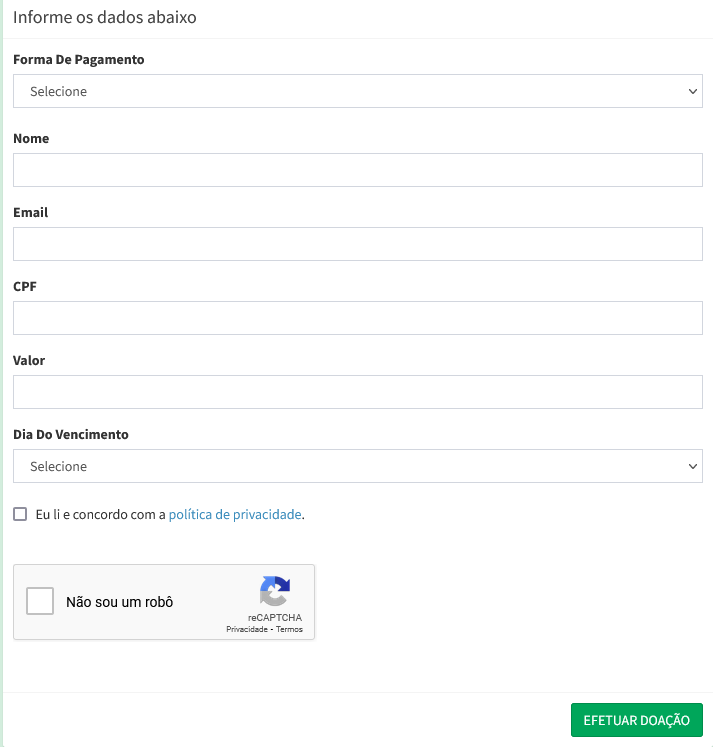 Informe os dados abaixo
Forma De Pagamento
Selecione
Nome
Email
CPF
Valor
Dia Do Vencimento
Selecione
Eu li e concordo com a política de privacidade.
Não sou um robô
reCAPTCHA
Privacidade - Termos
EFETUAR DOAÇÃO